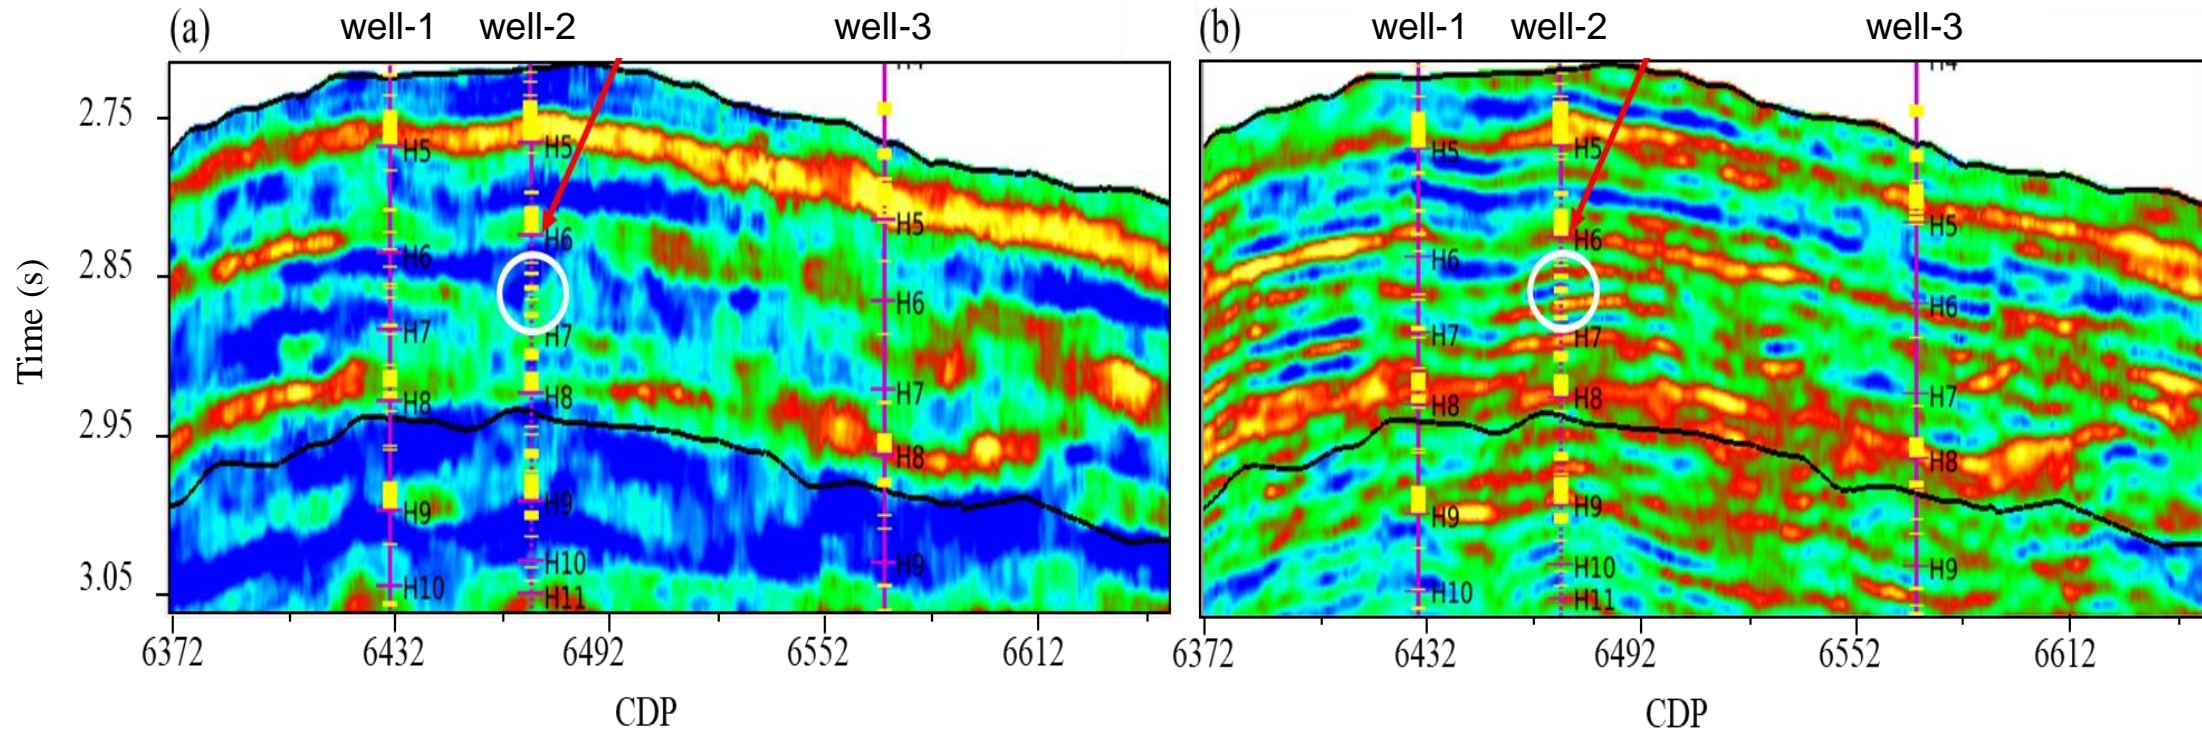 (a) well-1 well-2 well-3
(b) well-1 well-2 well-3
Time (s)
2.75
2.85
2.95
3.05
H5
H6
H7
H8
H9
H10
H5
H6
H7
H8
H9
H10
H11
H5
H6
H7
H8
H9
6372 6432 6492 6552 6612
CDP
H5
H6
H7
H8
H9
H10
H5
H6
H7
H8
H9
H10
H11
H4
H5
H6
H7
H8
H9
6372 6432 6492 6552 6612
CDP